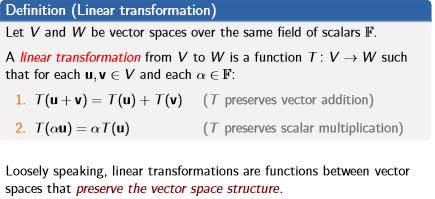 Definition (Linear transformation)
Let V and W be vector spaces over the same field of scalars 𝔽.
A linear transformation from V to W is a function T: V → W such
that for each u, v ∈ V and each α ∈ 𝔽:
1. T(u + v) = T(u) + T(v) (T preserves vector addition)
2. T(αu) = αT(u) (T preserves scalar multiplication)
Loosely speaking, linear transformations are functions between vector
spaces that preserve the vector space structure.